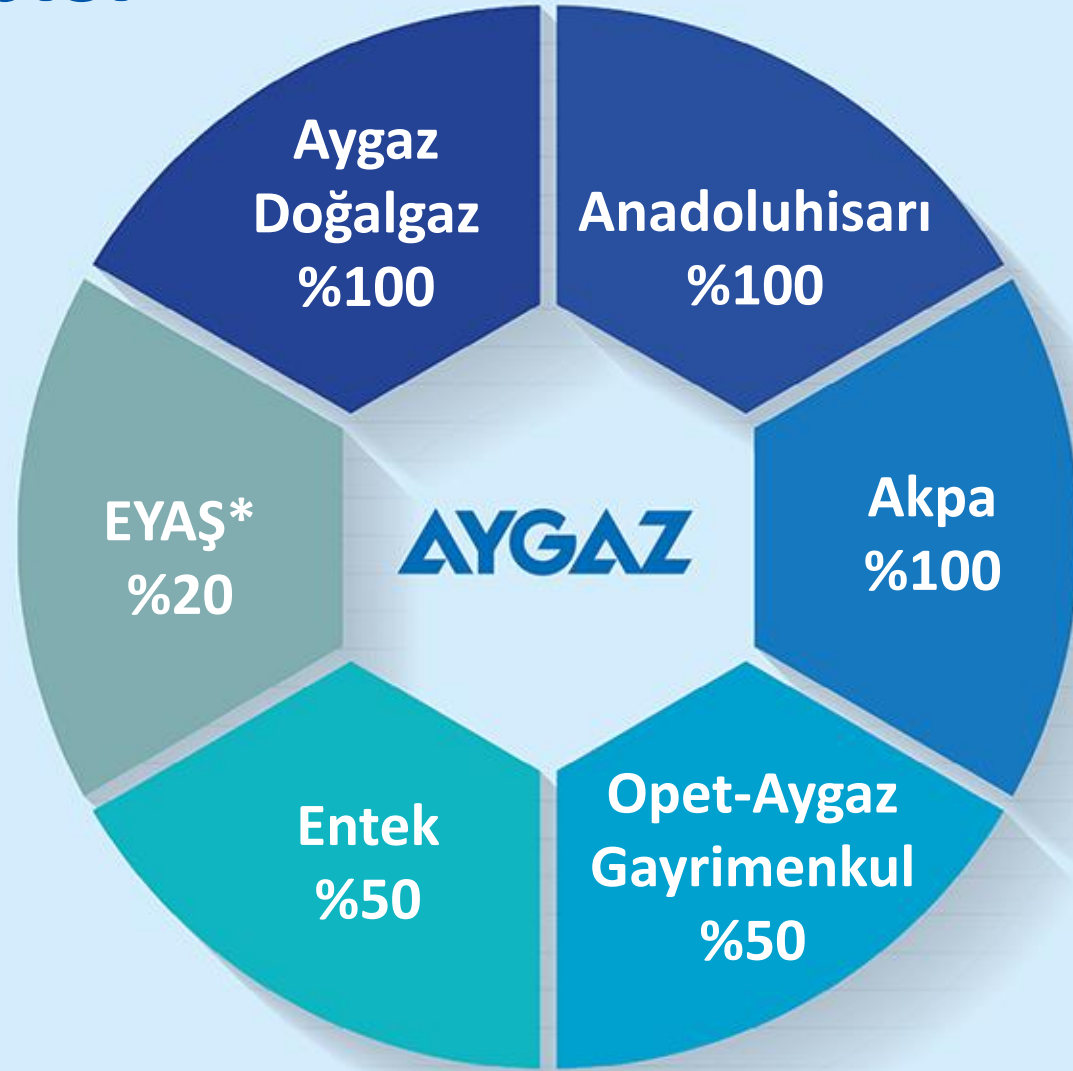 Aygaz
Doğalgaz
%100
Anadoluhisarı
%100
EYAŞ*
%20
AYGAZ
Akpa
%100
Entek
%50
Opet-Aygaz
Gayrimenkul
%50